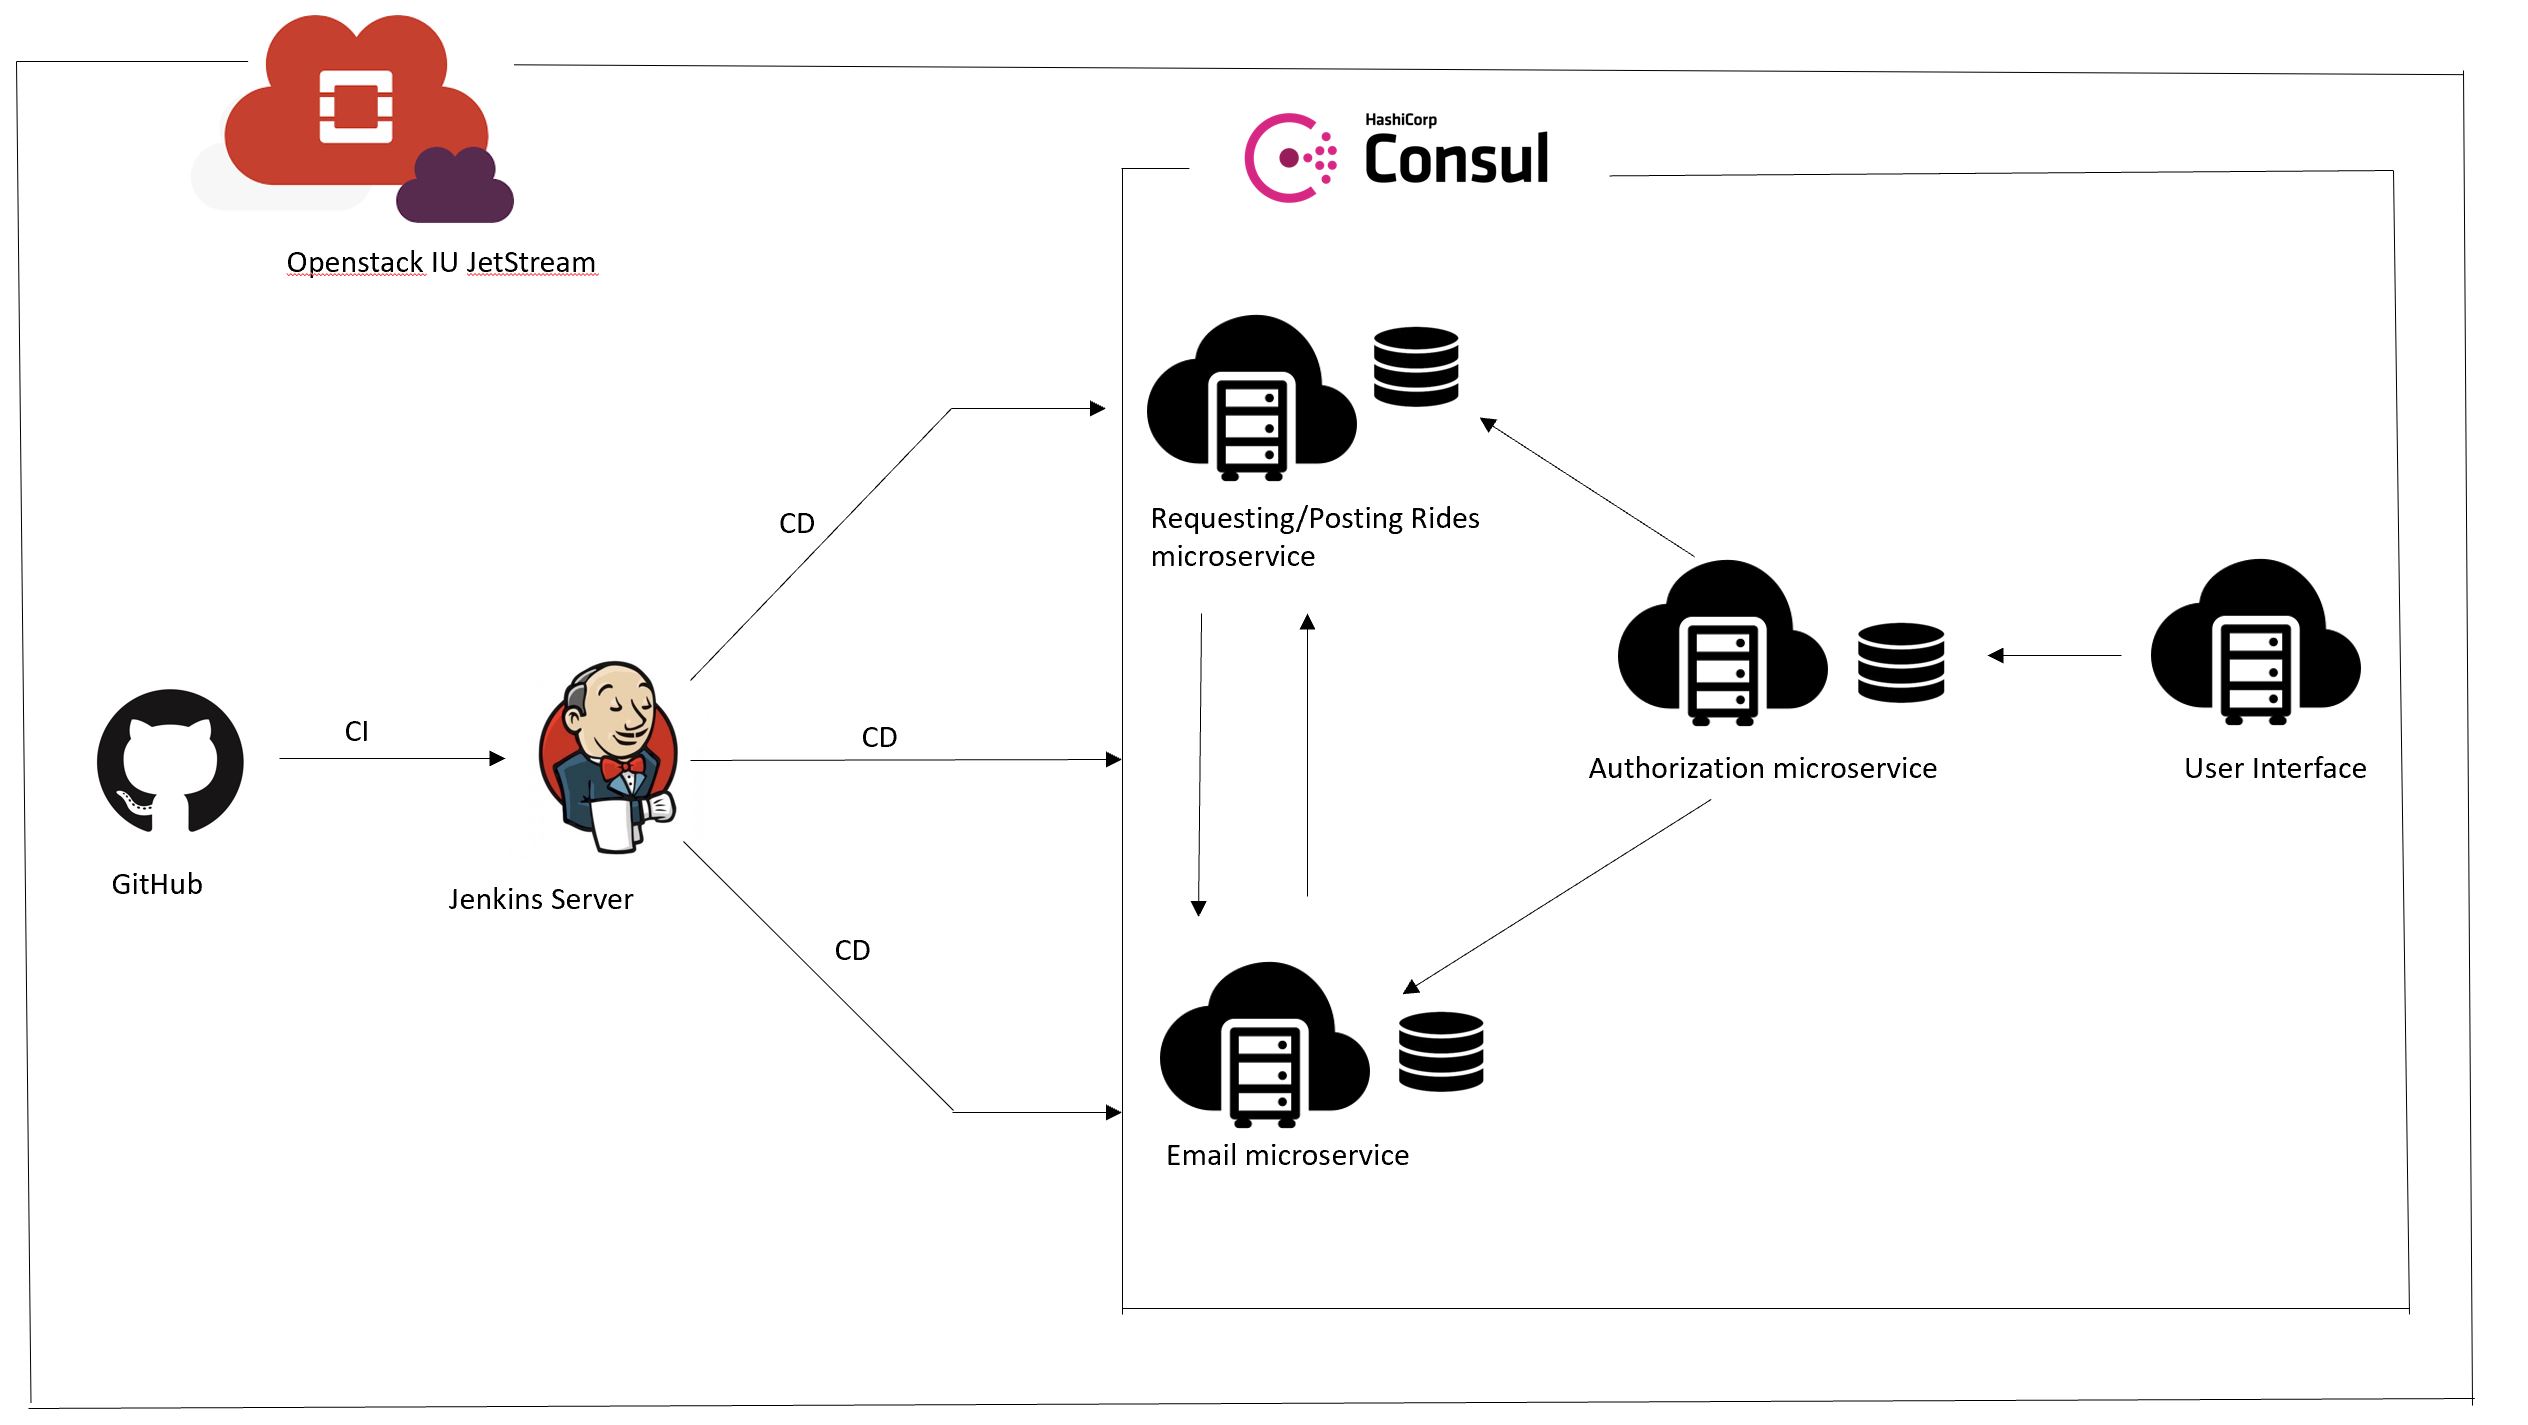 HashiCorp
Consul
Openstack IU JetStream
Requesting/Posting Rides
microservice
CD
CI
CD
Authorization microservice
User Interface
GitHub
Jenkins Server
CD
Email microservice